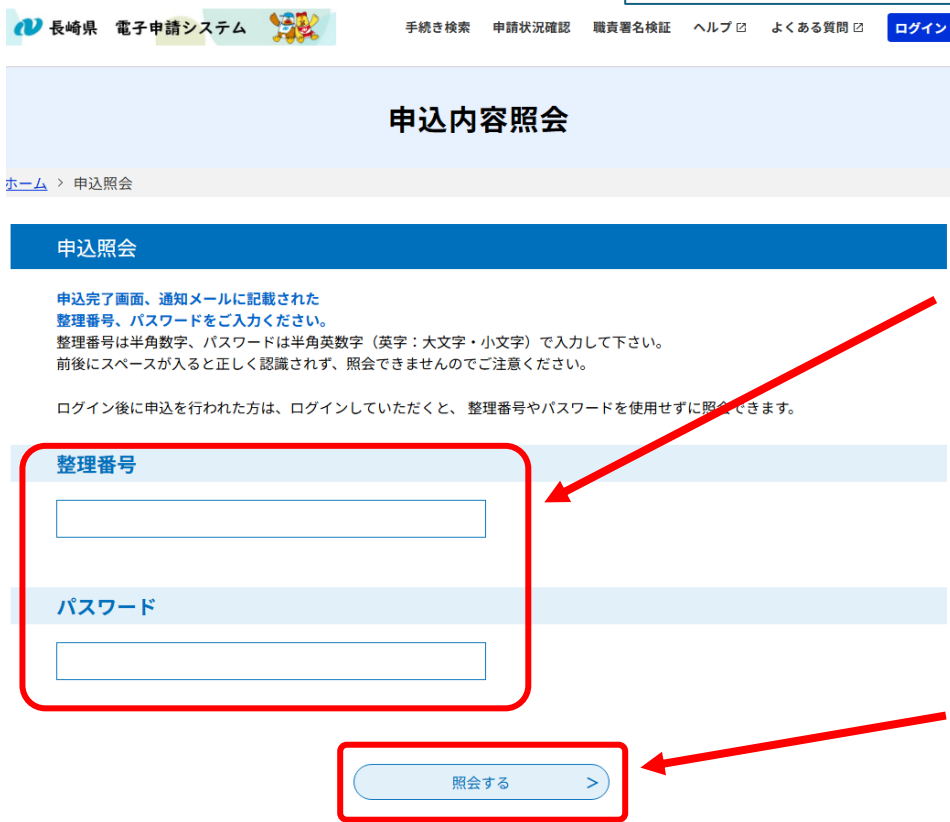 長崎県 電子申請システム
手続き検索 申請状況確認 職責署名検証 ヘルプ よくある質問 ログイン
申込内容照会
ホーム > 申込照会
申込照会
申込完了画面、通知メールに記載された
整理番号、パスワードをご入力ください。
整理番号は半角数字、パスワードは半角英数字（英字：大文字・小文字）で入力して下さい。
前後にスペースが入ると正しく認識されず、照会できませんのでご注意ください。
ログイン後に申込を行われた方は、ログインしていただくと、 整理番号やパスワードを使用せずに照会できます。
整理番号
パスワード
照会する >